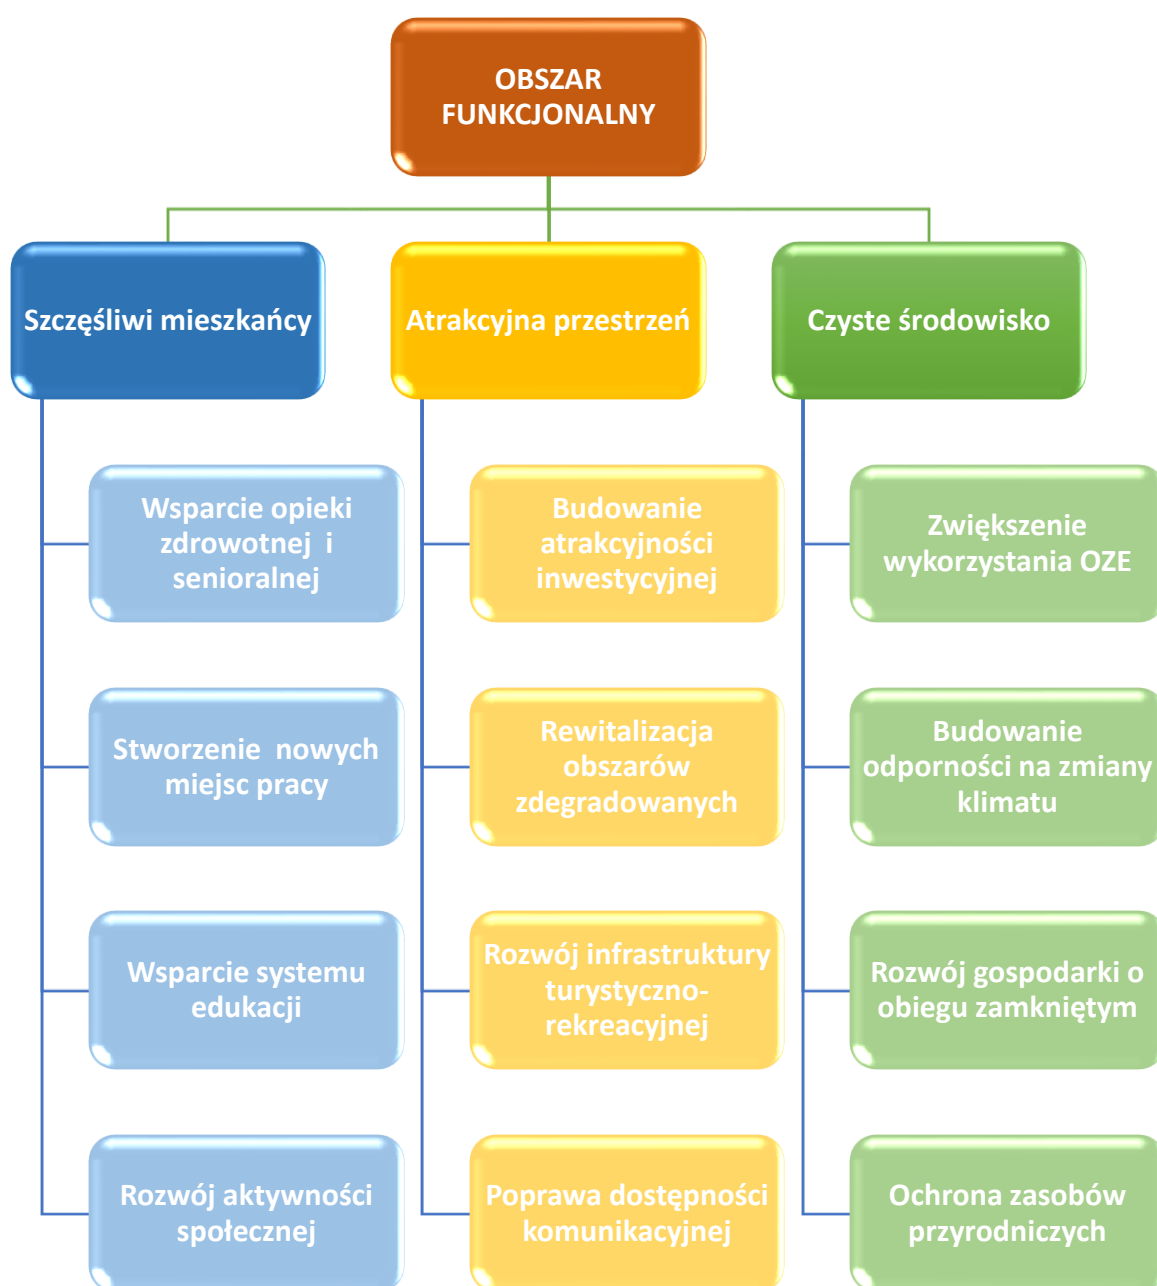 OBSZAR
FUNKCJONALNY
Szczęśliwi mieszkańcy
Atrakcyjna przestrzeń
Czyste środowisko
Wsparcie opieki
zdrowotnej i
senioralnej
Budowanie
atrakcyjności
inwestycyjnej
Zwiększenie
wykorzystania OZE
Stworzenie nowych
miejsc pracy
Rewitalizacja
obszarów
zdegradowanych
Budowanie
odporności na zmiany
klimatu
Wsparcie systemu
edukacji
Rozwój infrastruktury
turystyczno-
rekreacyjnej
Rozwój gospodarki o
obiegu zamkniętym
Rozwój aktywności
społecznej
Poprawa dostępności
komunikacyjnej
Ochrona zasobów
przyrodniczych